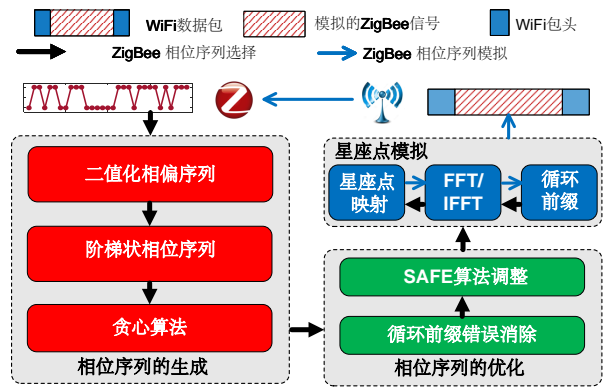 WiFi数据包
模拟的ZigBee信号
WiFi包头
ZigBee 相位序列选择
ZigBee 相位序列模拟
Z
二值化相偏序列
阶梯状相位序列
贪心算法
相位序列的生成
星座点模拟
星座点
映射
FFT/
IFFT
循环
前缀
SAFE算法调整
循环前缀错误消除
相位序列的优化